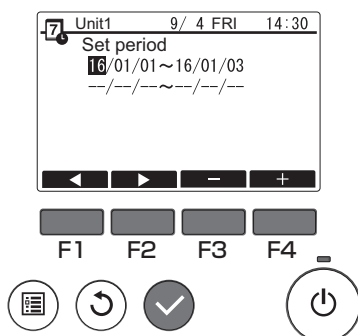 7 Unit1 9/ 4 FRI 14:30
Set period
16/01/01～16/01/03
--/--/--～--/--/--
− +
F1 F2 F3 F4